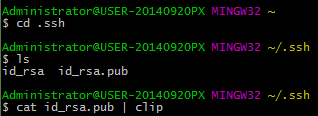 Administrator@USER-20140920PX MINGW32 ~
$ cd .ssh
Administrator@USER-20140920PX MINGW32 ~/.ssh
$ ls
id_rsa  id_rsa.pub
Administrator@USER-20140920PX MINGW32 ~/.ssh
$ cat id_rsa.pub | clip